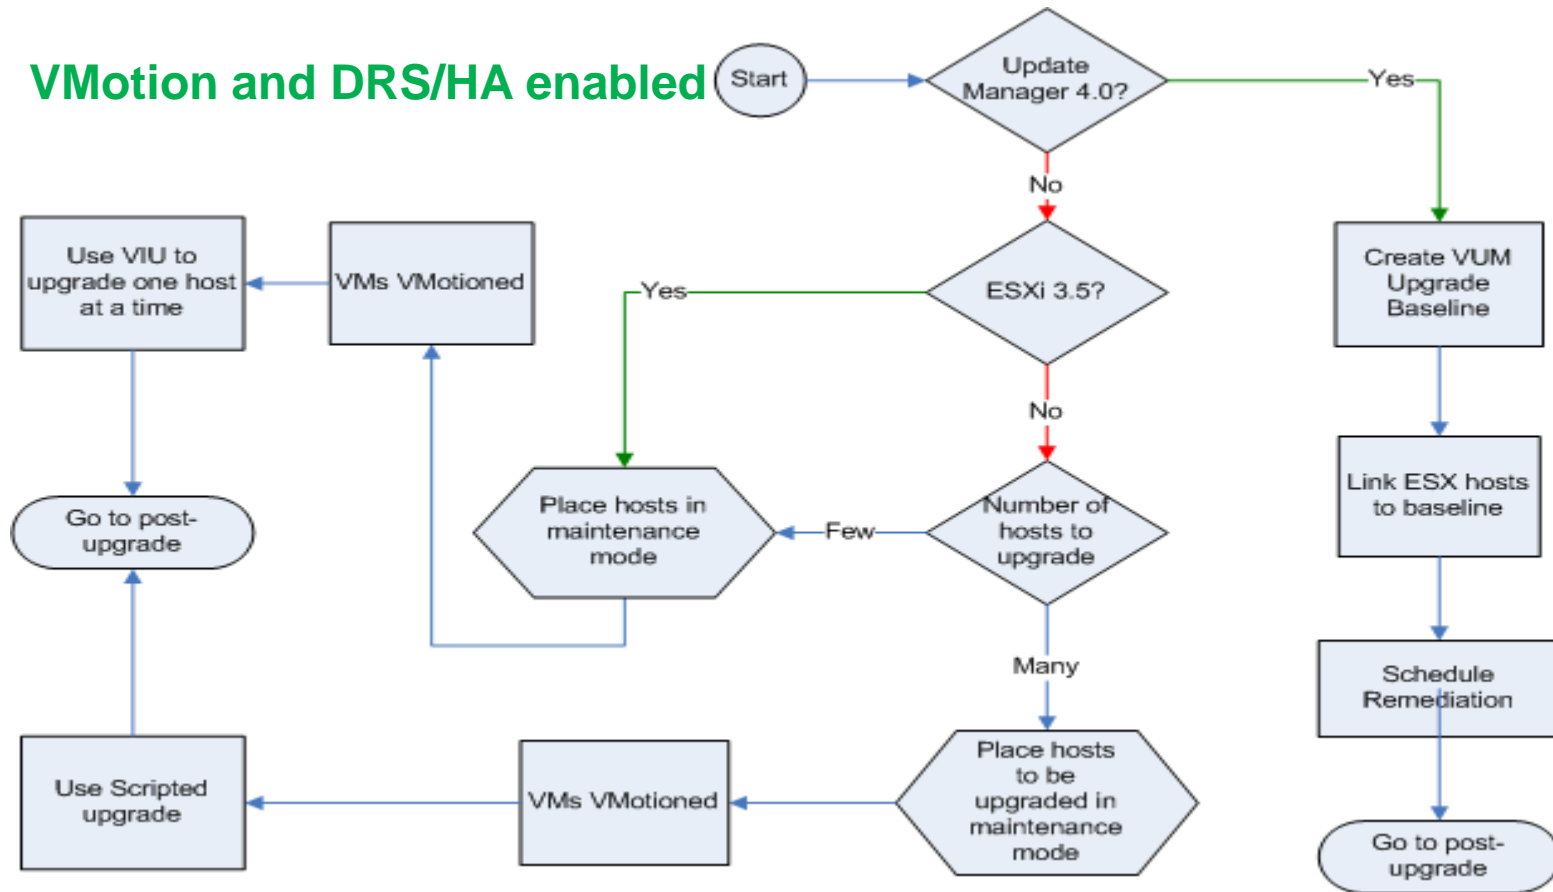 VMotion and DRS/HA enabled
Start
Update
Manager 4.0?
Yes
No
Use VIU to
upgrade one host
at a time
VMs VMotioned
Yes
ESXi 3.5?
Create VUM
Upgrade
Baseline
No
Go to post-
upgrade
Place hosts in
maintenance
mode
Few
Number of
hosts to
upgrade
Link ESX hosts
to baseline
Many
Schedule
Remediation
Use Scripted
upgrade
VMs VMotioned
Place hosts
to be
upgraded in
maintenance
mode
Go to post-
upgrade